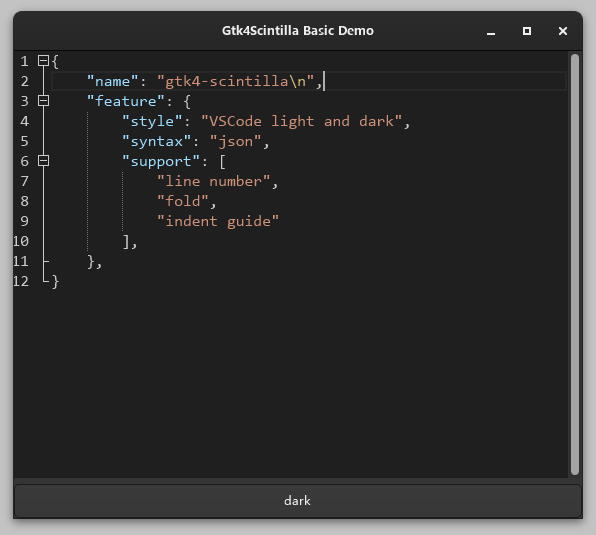 Gtk4Scintilla Basic Demo
1 {
2     "name": "gtk4-scintilla\n",
3     "feature": {
4         "style": "VSCode light and dark",
5         "syntax": "json",
6         "support": [
7             "line number",
8             "fold",
9             "indent guide"
10         ],
11     },
12 }
dark